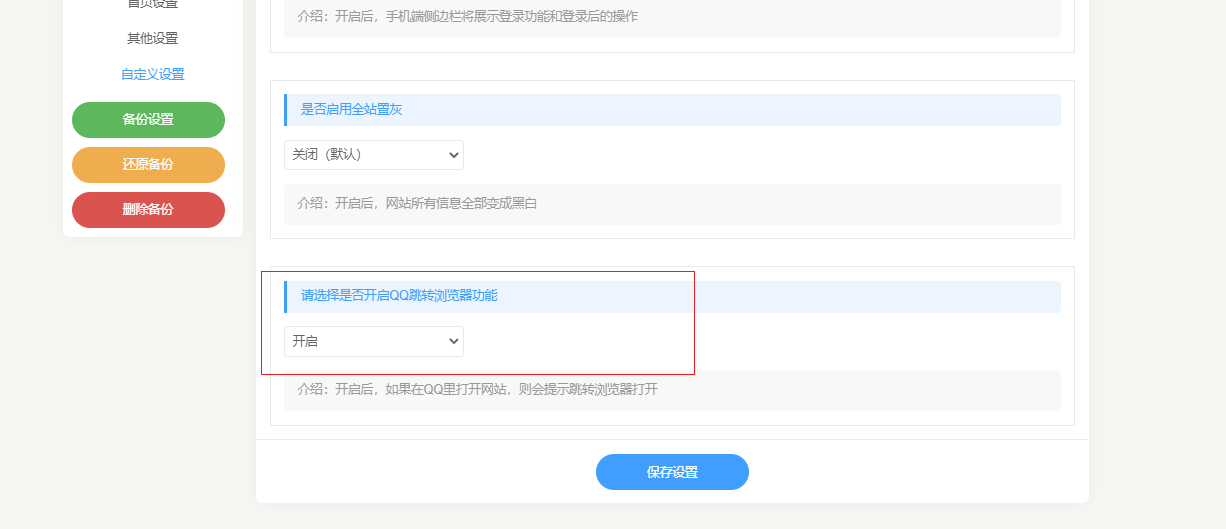 首页设置
其他设置
自定义设置
备份设置
还原备份
删除备份
介绍：开启后，手机端侧边栏将展示登录功能和登录后的操作
是否启用全站置灰
关闭（默认）
介绍：开启后，网站所有信息全部变成黑白
请选择是否开启QQ跳转浏览器功能
开启
介绍：开启后，如果在QQ里打开网站，则会提示跳转浏览器打开
保存设置